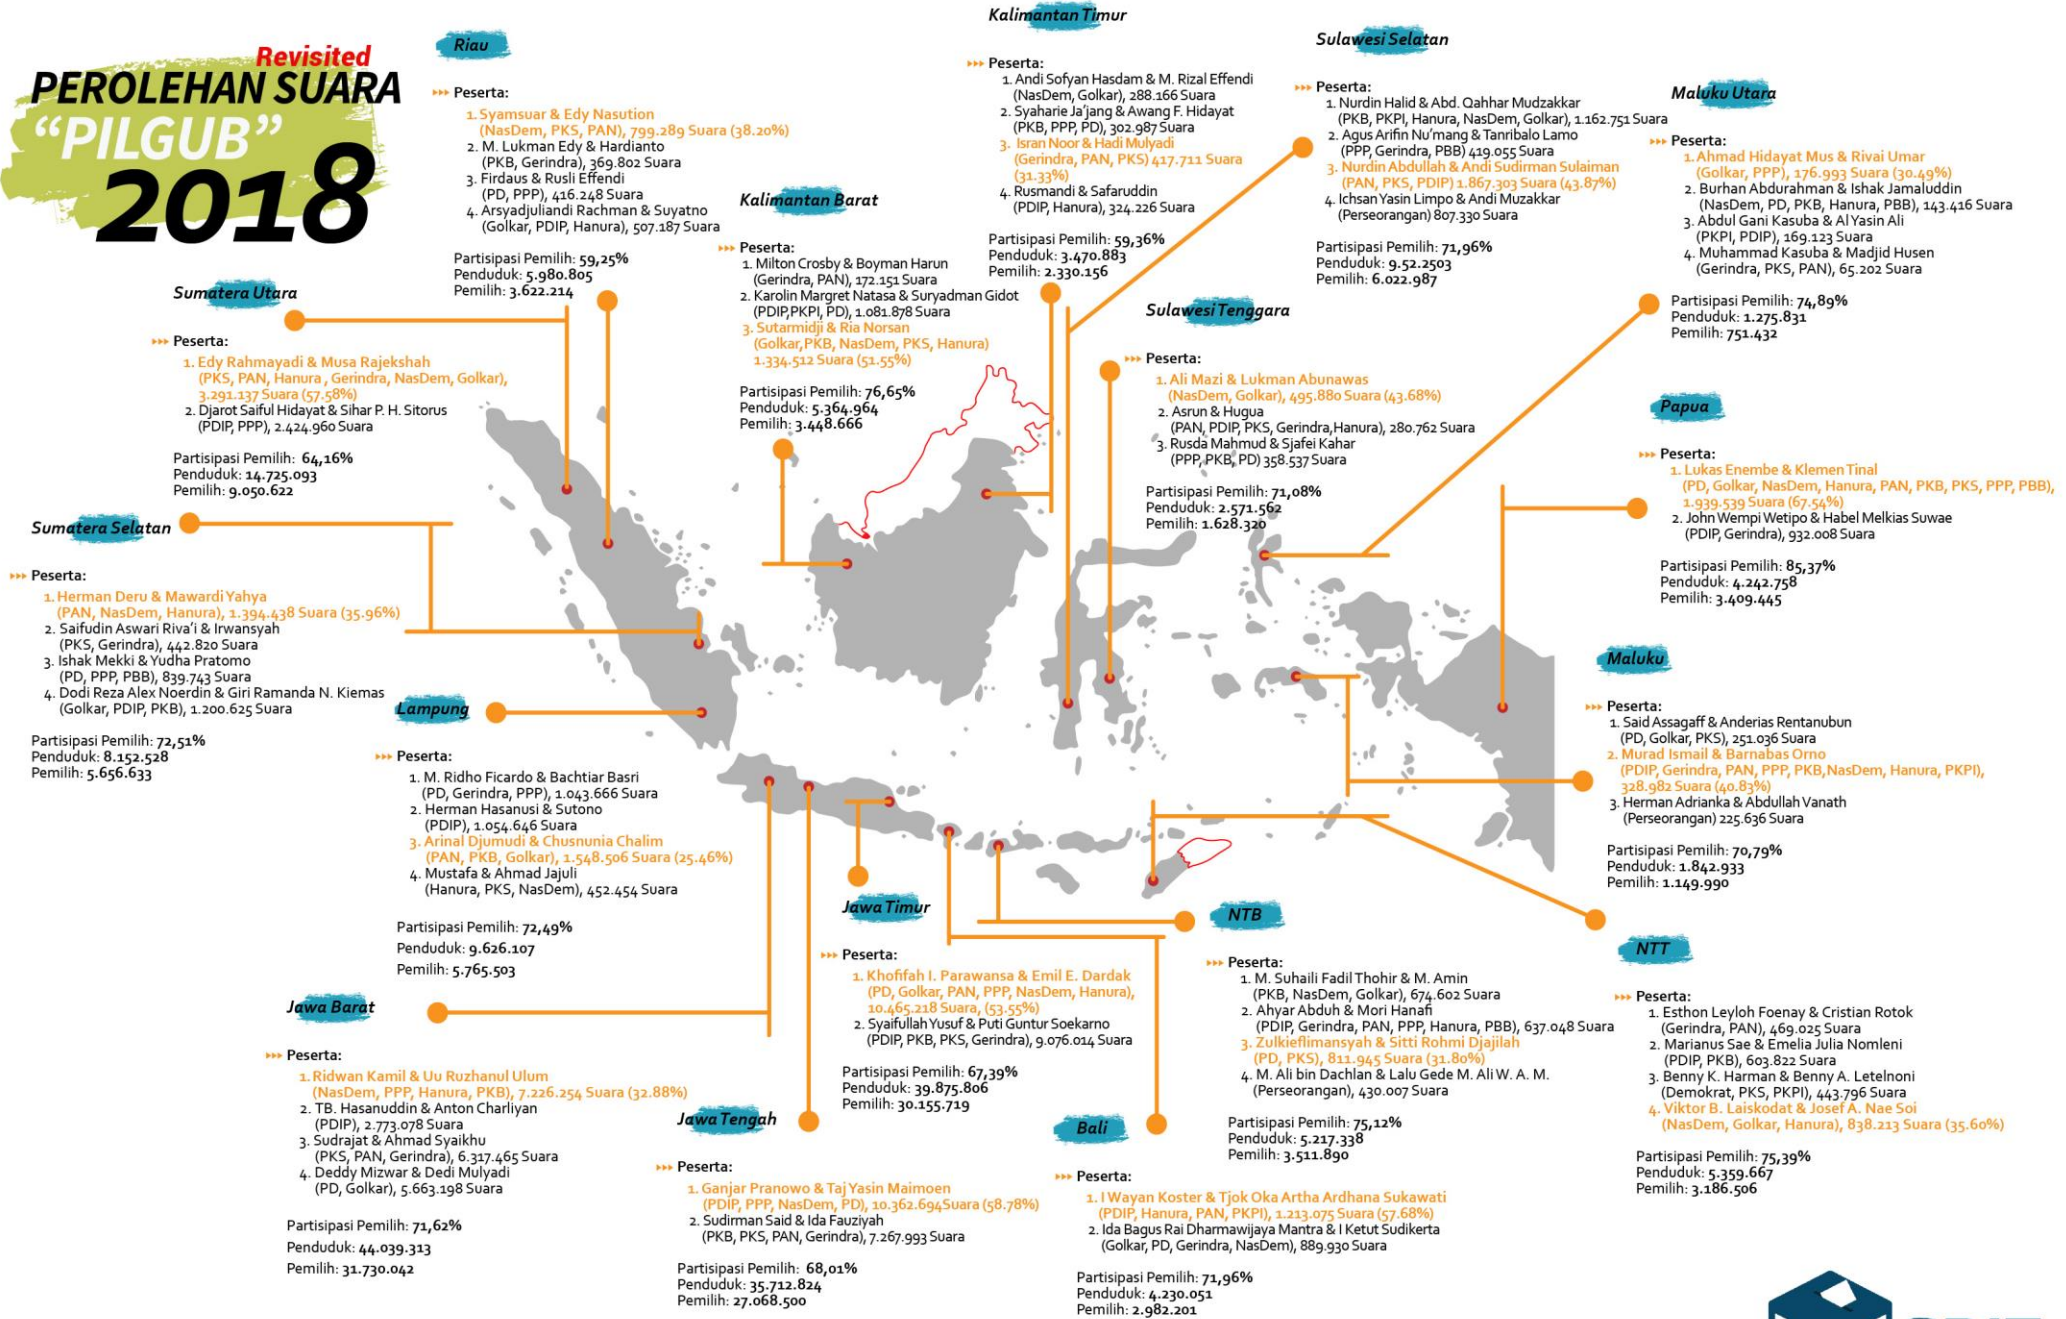 Revisited
PEROLEHAN SUARA
“PILGUB”
2018
Riau
Peserta:
1. Syamsuar & Edy Nasution
(NasDem, PKS, PAN), 799.289 Suara (38.20%)
2. M. Lukman Edy & Hardianto
(PKB, Gerindra), 369.802 Suara
3. Firdaus & Rusli Effendi
(PD, PPP), 416.248 Suara
4. Arsyadjuliandi Rachman & Suyatno
(Golkar, PDIP, Hanura), 507.187 Suara
Partisipasi Pemilih: 59,25%
Penduduk: 5.980.805
Pemilih: 3.622.214
Kalimantan Timur
Peserta:
1. Andi Sofyan Hasdam & M. Rizal Effendi
(NasDem, Golkar), 288.166 Suara
2. Syaharie Ja’jang & Awang F. Hidayat
(PKB, PPP, PD), 302.987 Suara
3. Isran Noor & Hadi Mulyadi
(Gerindra, PAN, PKS) 417.711 Suara
(31.33%)
4. Rusmandi & Safaruddin
(PDIP, Hanura), 324.226 Suara
Partisipasi Pemilih: 59,36%
Penduduk: 3.470.883
Pemilih: 2.330.156
Sulawesi Selatan
Peserta:
1. Nurdin Halid & Abd. Qahhar Mudzakkar
(PKB, PKPI, Hanura, NasDem, Golkar), 1.162.751 Suara
2. Agus Arifin Nu’mang & Tanribalo Lamo
(PPP, Gerindra, PBB) 419.055 Suara
3. Nurdin Abdullah & Andi Sudirman Sulaiman
(PAN, PKS, PDIP) 1.867.303 Suara (43.87%)
4. Ichsan Yasin Limpo & Andi Muzakkar
(Perseorangan) 807.330 Suara
Partisipasi Pemilih: 71,96%
Penduduk: 9.52.2503
Pemilih: 6.022.987
Maluku Utara
Peserta:
1. Ahmad Hidayat Mus & Rivai Umar
(Golkar, PPP), 176.993 Suara (30.49%)
2. Burhan Abdurahman & Ishak Jamaluddin
(NasDem, PD, PKB, Hanura, PBB), 143.416 Suara
3. Abdul Gani Kasuba & Al Yasin Ali
(PKPI, PDIP), 169.123 Suara
4. Muhammad Kasuba & Madjid Husen
(Gerindra, PKS, PAN), 65.202 Suara
Partisipasi Pemilih: 74,89%
Penduduk: 1.275.831
Pemilih: 751.432
Kalimantan Barat
Peserta:
1. Milton Crosby & Boyman Harun
(Gerindra, PAN), 172.151 Suara
2. Karolin Margret Natasa & Suryadman Gidot
(PDIP,PKPI, PD), 1.081.878 Suara
3. Sutarmidji & Ria Norsan
(Golkar,PKB, NasDem, PKS, Hanura)
1.334.512 Suara (51.55%)
Partisipasi Pemilih: 76,65%
Penduduk: 5.364.964
Pemilih: 3.448.666
Sumatera Utara
Peserta:
1. Edy Rahmayadi & Musa Rajekshah
(PKS, PAN, Hanura , Gerindra, NasDem, Golkar),
3.291.137 Suara (57.58%)
2. Djarot Saiful Hidayat & Sihar P. H. Sitorus
(PDIP, PPP), 2.424.960 Suara
Partisipasi Pemilih: 64,16%
Penduduk: 14.725.093
Pemilih: 9.050.622
Sulawesi Tenggara
Peserta:
1. Ali Mazi & Lukman Abunawas
(NasDem, Golkar), 495.880 Suara (43.68%)
2. Asrun & Hugua
(PAN, PDIP, PKS, Gerindra,Hanura), 280.762 Suara
3. Rusda Mahmud & Sjafei Kahar
(PPP, PKB, PD) 358.537 Suara
Partisipasi Pemilih: 71,08%
Penduduk: 2.571.562
Pemilih: 1.628.320
Papua
Peserta:
1. Lukas Enembe & Klemen Tinal
(PD, Golkar, NasDem, Hanura, PAN, PKB, PKS, PPP, PBB),
1.939.539 Suara (67.54%)
2. John Wempi Wetipo & Habel Melkias Suwae
(PDIP, Gerindra), 932.008 Suara
Partisipasi Pemilih: 85,37%
Penduduk: 4.242.758
Pemilih: 3.409.445
Sumatera Selatan
Peserta:
1. Herman Deru & Mawardi Yahya
(PAN, NasDem, Hanura), 1.394.438 Suara (35.96%)
2. Saifudin Aswari Riva’i & Irwansyah
(PKS, Gerindra), 442.820 Suara
3. Ishak Mekki & Yudha Pratomo
(PD, PPP, PBB), 839.743 Suara
4. Dodi Reza Alex Noerdin & Giri Ramanda N. Kiemas
(Golkar, PDIP, PKB), 1.200.625 Suara
Partisipasi Pemilih: 72,51%
Penduduk: 8.152.528
Pemilih: 5.656.633
Maluku
Peserta:
1. Said Assagaff & Anderias Rentanubun
(PD, Golkar, PKS), 251.036 Suara
2. Murad Ismail & Barnabas Orno
(PDIP, Gerindra, PAN, PPP, PKB,NasDem, Hanura, PKPI),
328.982 Suara (40.83%)
3. Herman Adrianka & Abdullah Vanath
(Perseorangan) 225.636 Suara
Partisipasi Pemilih: 70,79%
Penduduk: 1.842.933
Pemilih: 1.149.990
Lampung
Peserta:
1. M. Ridho Ficardo & Bachtiar Basri
(PD, Gerindra, PPP), 1.043.666 Suara
2. Herman Hasanusi & Sutono
(PDIP), 1.054.646 Suara
3. Arinal Djumudi & Chusnunia Chalim
(PAN, PKB, Golkar), 1.548.506 Suara (25.46%)
4. Mustafa & Ahmad Jajuli
(Hanura, PKS, NasDem), 452.454 Suara
Partisipasi Pemilih: 72,49%
Penduduk: 9.626.107
Pemilih: 5.765.503
Jawa Timur
Peserta:
1. Khofifah I. Parawansa & Emil E. Dardak
(PD, Golkar, PAN, PPP, NasDem, Hanura),
10.465.218 Suara, (53.55%)
2. Syaifullah Yusuf & Puti Guntur Soekarno
(PDIP, PKB, PKS, Gerindra), 9.076.014 Suara
Partisipasi Pemilih: 67,39%
Penduduk: 39.875.806
Pemilih: 30.155.719
NTB
Peserta:
1. M. Suhaili Fadil Thohir & M. Amin
(PKB, NasDem, Golkar), 674.602 Suara
2. Ahyar Abduh & Mori Hanafi
(PDIP, Gerindra, PAN, PPP, Hanura, PBB), 637.048 Suara
3. Zulkieflimansyah & Sitti Rohmi Djajilah
(PD, PKS), 811.945 Suara (31.80%)
4. M. Ali bin Dachlan & Lalu Gede M. Ali W. A. M.
(Perseorangan), 430.007 Suara
Partisipasi Pemilih: 75,12%
Penduduk: 5.217.338
Pemilih: 3.511.890
NTT
Peserta:
1. Esthon Leyloh Foenay & Cristian Rotok
(Gerindra, PAN), 469.025 Suara
2. Marianus Sae & Emelia Julia Nomleni
(PDIP, PKB), 603.822 Suara
3. Benny K. Harman & Benny A. Letelnoni
(Demokrat, PKS, PKPI), 443.796 Suara
4. Viktor B. Laiskodat & Josef A. Nae Soi
(NasDem, Golkar, Hanura), 838.213 Suara (35.60%)
Partisipasi Pemilih: 75,39%
Penduduk: 5.359.667
Pemilih: 3.186.506
Jawa Barat
Peserta:
1. Ridwan Kamil & Uu Ruzhanul Ulum
(NasDem, PPP, Hanura, PKB), 7.226.254 Suara (32.88%)
2. TB. Hasanuddin & Anton Charliyan
(PDIP), 2.773.078 Suara
3. Sudrajat & Ahmad Syaikhu
(PKS, PAN, Gerindra), 6.317.465 Suara
4. Deddy Mizwar & Dedi Mulyadi
(PD, Golkar), 5.663.198 Suara
Partisipasi Pemilih: 71,62%
Penduduk: 44.039.313
Pemilih: 31.730.042
Jawa Tengah
Peserta:
1. Ganjar Pranowo & Taj Yasin Maimoen
(PDIP, PPP, NasDem, PD), 10.362.694Suara (58.78%)
2. Sudirman Said & Ida Fauziyah
(PKB, PKS, PAN, Gerindra), 7.267.993 Suara
Partisipasi Pemilih: 68,01%
Penduduk: 35.712.824
Pemilih: 27.068.500
Bali
Peserta:
1. I Wayan Koster & Tjok Oka Artha Ardhana Sukawati
(PDIP, Hanura, PAN, PKPI), 1.213.075 Suara (57.68%)
2. Ida Bagus Rai Dharmawijaya Mantra & I Ketut Sudikerta
(Golkar, PD, Gerindra, NasDem), 889.930 Suara
Partisipasi Pemilih: 71,96%
Penduduk: 4.230.051
Pemilih: 2.982.201